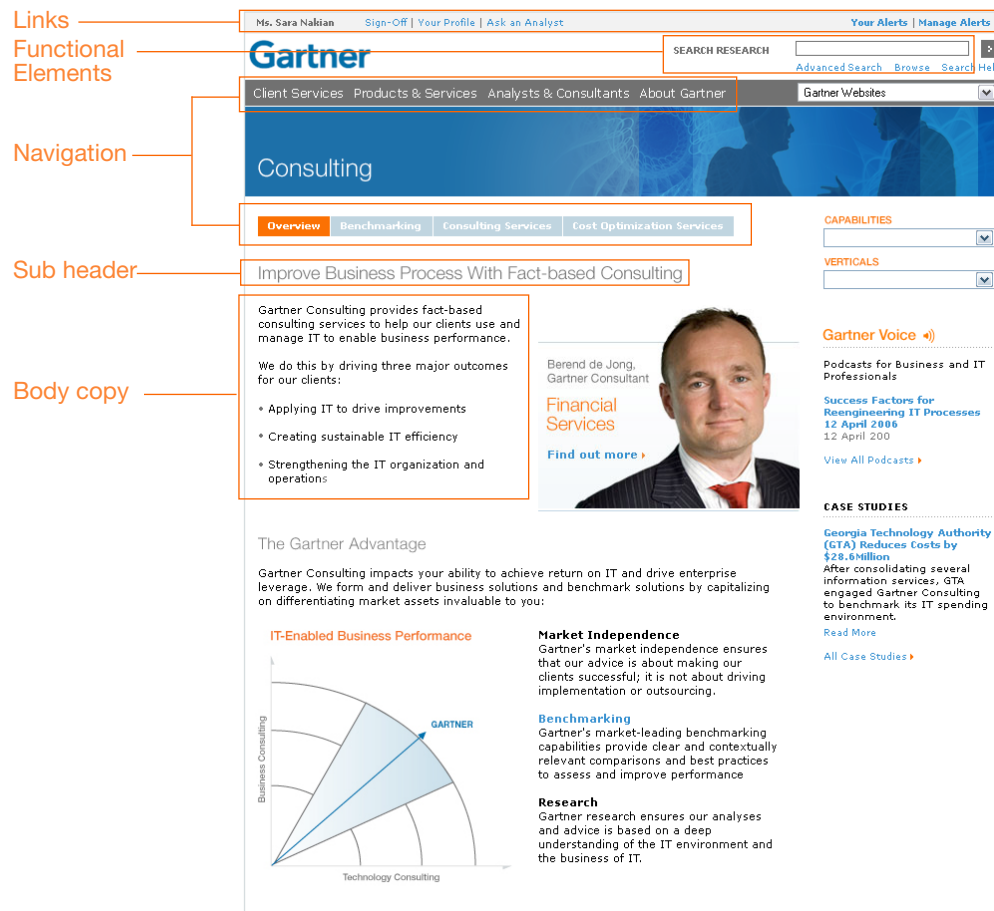 Links
Functional
Elements
Navigation
Sub header
Body copy
Ms. Sara Nakian Sign-Off | Your Profile | Ask an Analyst Your Alerts | Manage Alerts
Gartner
SEARCH RESEARCH
Advanced Search Browse Search Hel
Client Services Products & Services Analysts & Consultants About Gartner
Gartner Websites
Consulting
Overview Benchmarking Consulting Services Cost Optimization Services
Improve Business Process With Fact-based Consulting
Gartner Consulting provides fact-based
consulting services to help our clients use and
manage IT to enable business performance.
We do this by driving three major outcomes
for our clients:
• Applying IT to drive improvements
• Creating sustainable IT efficiency
• Strengthening the IT organization and
operations
Berend de Jong,
Gartner Consultant
Financial
Services
Find out more
CAPABILITIES
VERTICALS
Gartner Voice
Podcasts for Business and IT
Professionals
Success Factors for
Reengineering IT Processes
12 April 2006
12 April 200
View All Podcasts
CASE STUDIES
Georgia Technology Authority
(GTA) Reduces Costs by
$28.6Million
After consolidating several
information services, GTA
engaged Gartner Consulting
to benchmark its IT spending
environment.
Read More
All Case Studies
The Gartner Advantage
Gartner Consulting impacts your ability to achieve return on IT and drive enterprise
leverage. We form and deliver business solutions and benchmark solutions by capitalizing
on differentiating market assets invaluable to you:
IT-Enabled Business Performance
GARTNER
Business Consulting
Technology Consulting
Market Independence
Gartner's market independence ensures
that our advice is about making our
clients successful; it is not about driving
implementation or outsourcing.
Benchmarking
Gartner's market-leading benchmarking
capabilities provide clear and contextually
relevant comparisons and best practices
to assess and improve performance
Research
Gartner research ensures our analyses
and advice is based on a deep
understanding of the IT environment and
the business of IT.